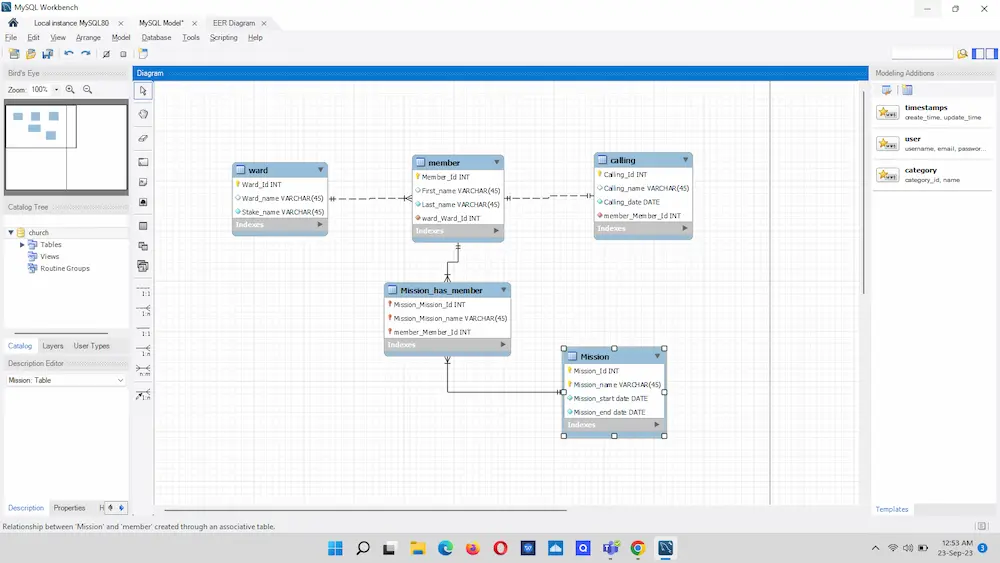 MySQL Workbench
Local instance MySQL80
MySQL Model*
EER Diagram
File Edit View Arrange Model Database Tools Scripting Help
Bird's Eye
Zoom: 100%
Diagram
Modeling Additions
timestamps
create_time, update_time
user
username, email, passwor...
category
category_id, name
ward
Ward_Id INT
Ward_name VARCHAR(45)
Stake_name VARCHAR(45)
Indexes
member
Member_Id INT
First_name VARCHAR(45)
Last_name VARCHAR(45)
ward_Ward_Id INT
Indexes
calling
Calling_Id INT
Calling_name VARCHAR(45)
Calling_date DATE
member_Member_Id INT
Indexes
Catalog Tree
church
Tables
Views
Routine Groups
Mission_has_member
Mission_Mission_Id INT
Mission_Mission_name VARCHAR(45)
member_Member_Id INT
Indexes
Mission
Mission_Id INT
Mission_name VARCHAR(45)
Mission_start date DATE
Mission_end date DATE
Indexes
1:1
1:n
1:1
1:n
n:m
1:n
Catalog Layers User Types
Description Editor
Mission: Table
Description Properties H
Templates
Relationship between 'Mission' and 'member' created through an associative table.
12:53 AM
23-Sep-23
3